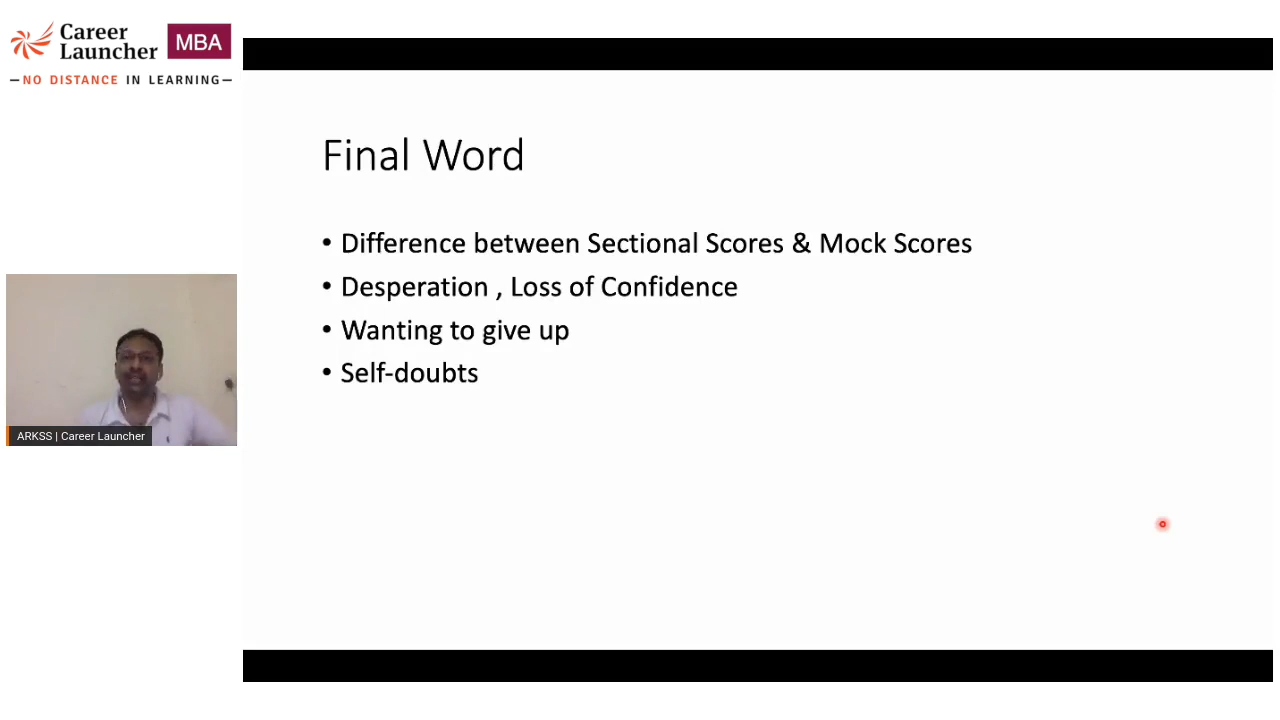 Career
Launcher
MBA
NO DISTANCE IN LEARNING
Final Word
• Difference between Sectional Scores & Mock Scores
• Desperation , Loss of Confidence
• Wanting to give up
• Self-doubts
ARKSS | Career Launcher